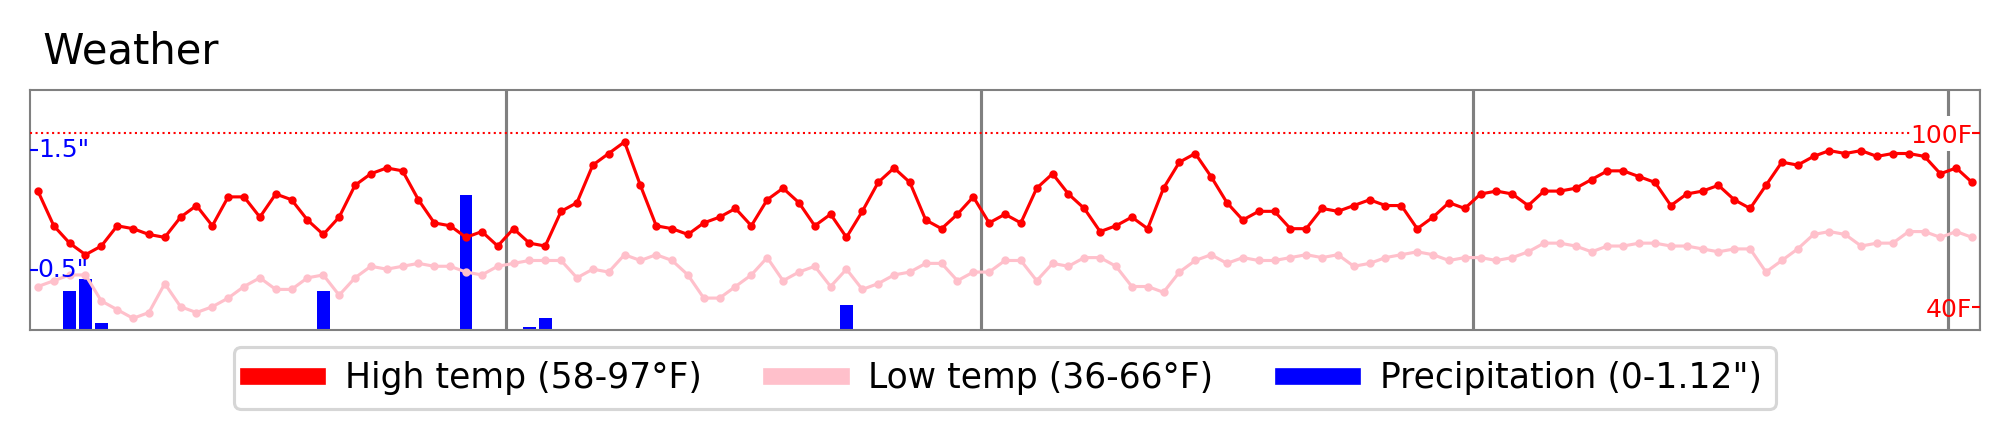 Weather
1.5"
100F
0.5"
40F
High temp (58-97°F) Low temp (36-66°F) Precipitation (0-1.12")